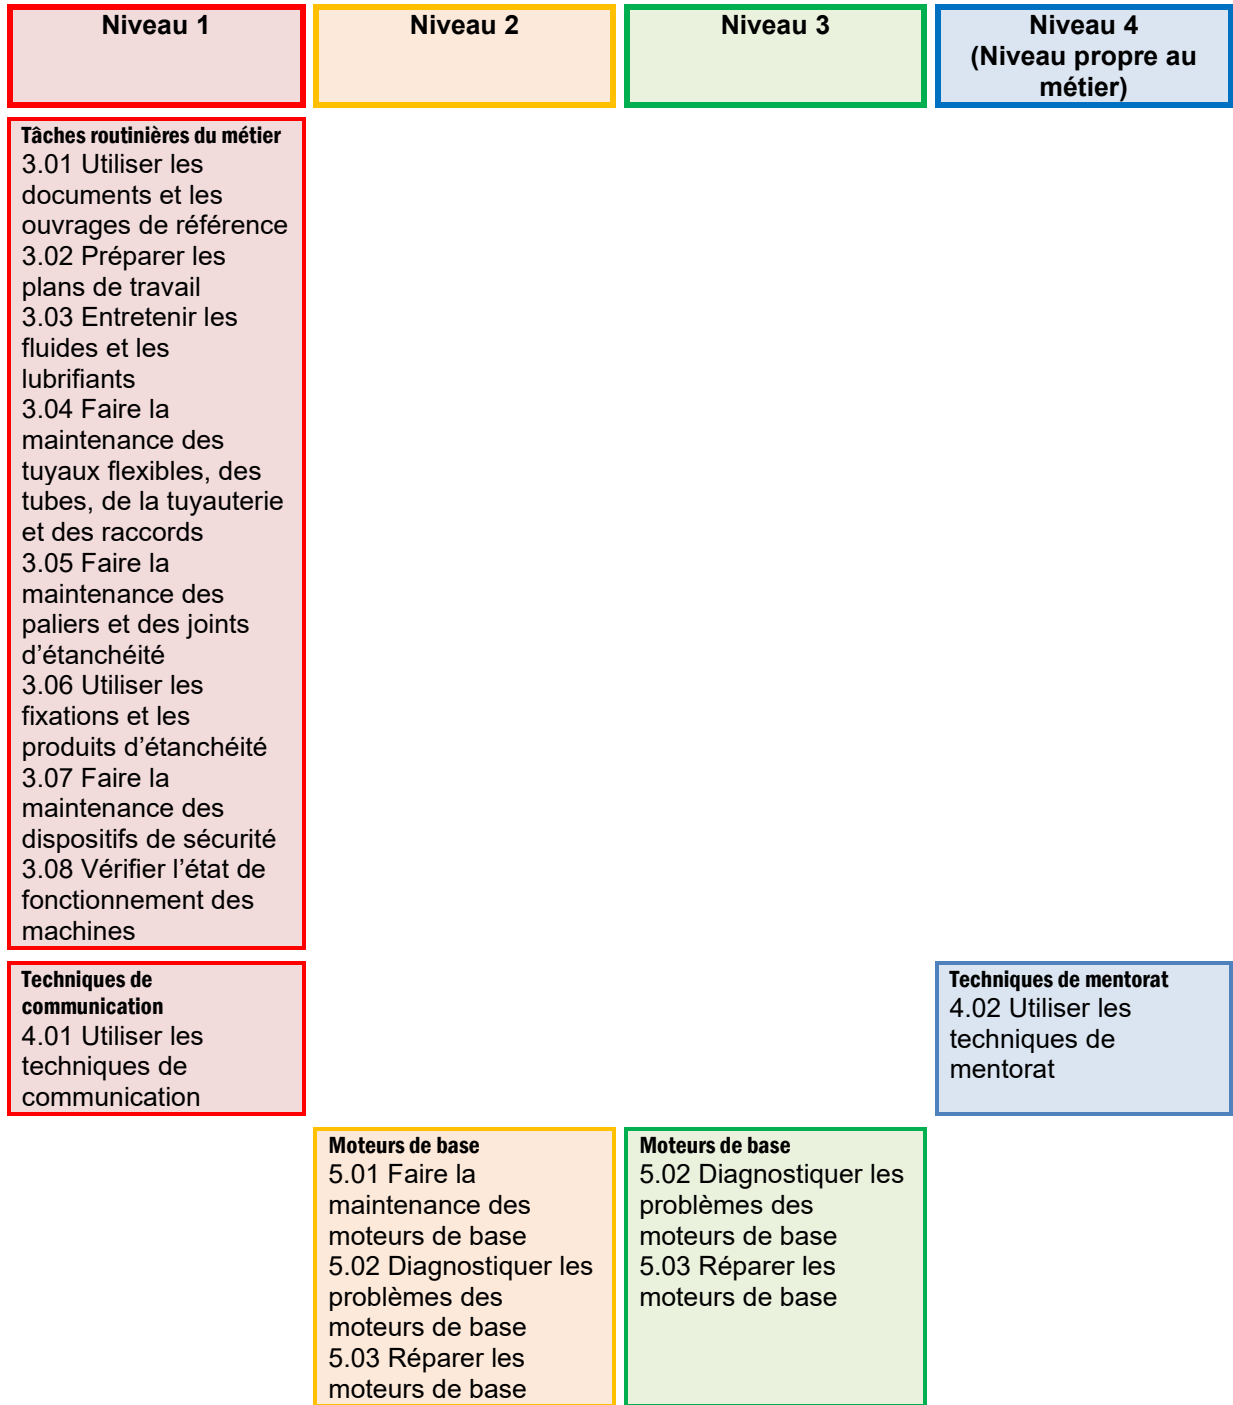 Niveau 1
Niveau 2
Niveau 3
Niveau 4
(Niveau propre au
métier)
Tâches routinières du métier
3.01 Utiliser les
documents et les
ouvrages de référence
3.02 Préparer les
plans de travail
3.03 Entretenir les
fluides et les
lubrifiants
3.04 Faire la
maintenance des
tuyaux flexibles, des
tubes, de la tuyauterie
et des raccords
3.05 Faire la
maintenance des
paliers et des joints
d’étanchéité
3.06 Utiliser les
fixations et les
produits d’étanchéité
3.07 Faire la
maintenance des
dispositifs de sécurité
3.08 Vérifier l’état de
fonctionnement des
machines
Techniques de
communication
4.01 Utiliser les
techniques de
communication
Techniques de mentorat
4.02 Utiliser les
techniques de
mentorat
Moteurs de base
5.01 Faire la
maintenance des
moteurs de base
5.02 Diagnostiquer les
problèmes des
moteurs de base
5.03 Réparer les
moteurs de base
Moteurs de base
5.02 Diagnostiquer les
problèmes des
moteurs de base
5.03 Réparer les
moteurs de base